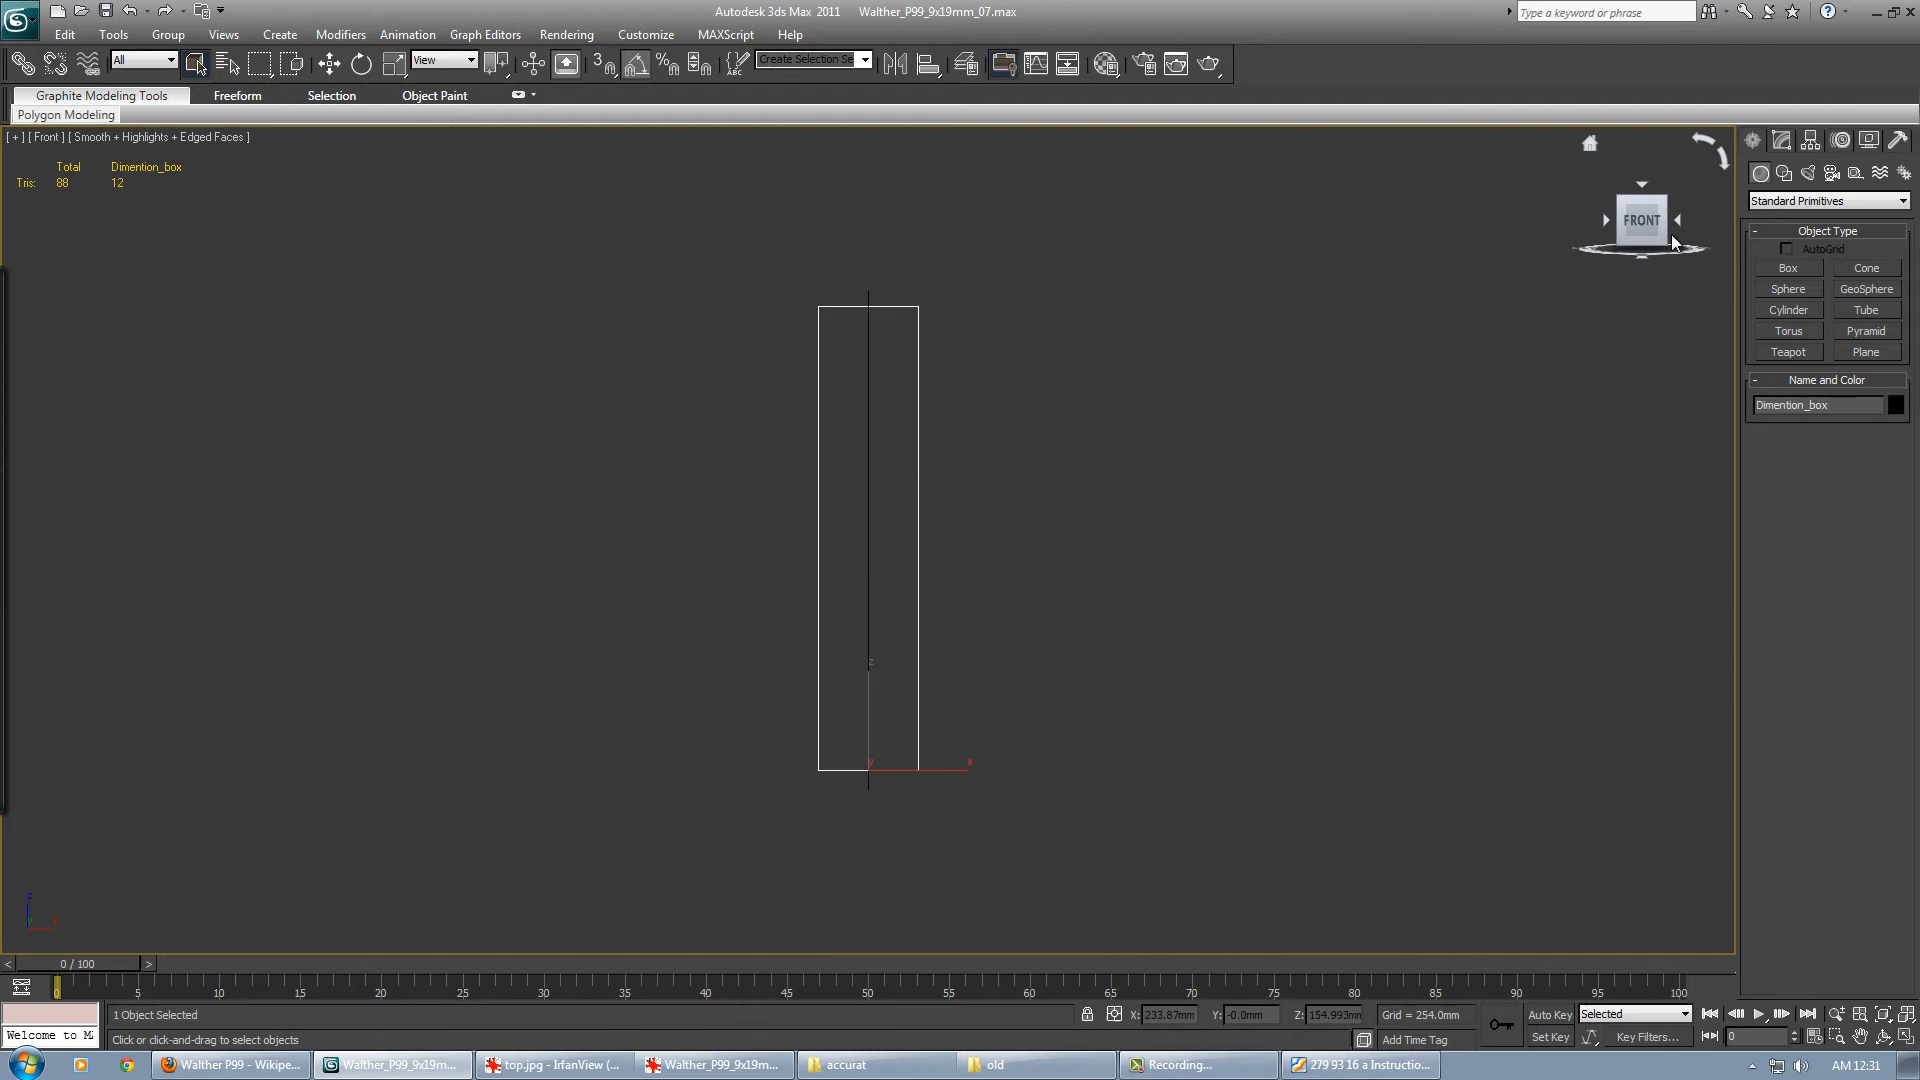 Autodesk 3ds Max 2011 Walther_P99_9x19mm_07.max
Type a keyword or phrase
Edit Tools Group Views Create Modifiers Animation Graph Editors Rendering Customize MAXScript Help
All View 3 Create Selection Se
Graphite Modeling Tools Freeform Selection Object Paint
Polygon Modeling
[ + ] [ Front ] [ Smooth + Highlights + Edged Faces ]
Total Dimention_box
Tris: 88 12
FRONT
Standard Primitives
- Object Type
AutoGrid
Box Cone
Sphere GeoSphere
Cylinder Tube
Torus Pyramid
Teapot Plane
- Name and Color
Dimention_box
z
y x
z
y x
< 0 / 100 >
0 5 10 15 20 25 30 35 40 45 50 55 60 65 70 75 80 85 90 95 100
1 Object Selected X: 233.87mm Y: -0.0mm Z: 154.993mm Grid = 254.0mm Auto Key Selected
Welcome to M Click or click-and-drag to select objects Add Time Tag Set Key Key Filters... 0
Walther P99 - Wikipe... Walther_P99_9x19m... top.jpg - IrfanView (... Walther_P99_9x19m... accurat old Recording... 279 93 16 a Instructio... AM 12:31